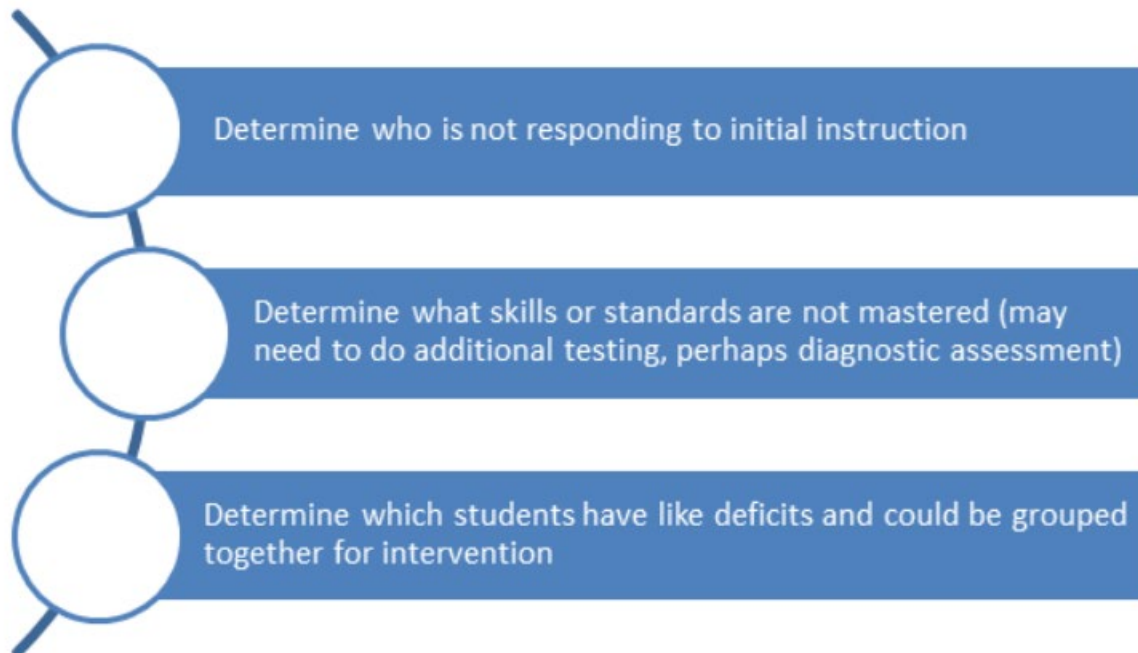 Determine who is not responding to initial instruction
Determine what skills or standards are not mastered (may
need to do additional testing, perhaps diagnostic assessment)
Determine which students have like deficits and could be grouped
together for intervention